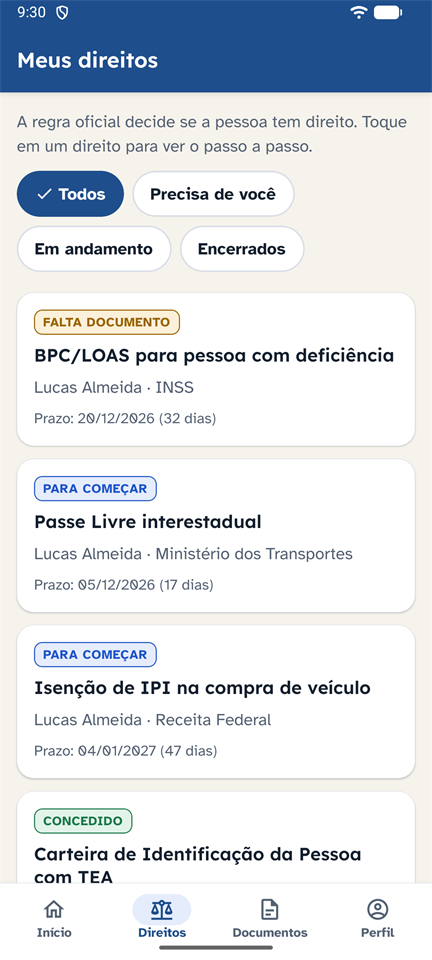 9:30
Meus direitos
A regra oficial decide se a pessoa tem direito. Toque
em um direito para ver o passo a passo.
Todos
Precisa de você
Em andamento
Encerrados
FALTA DOCUMENTO
BPC/LOAS para pessoa com deficiência
Lucas Almeida · INSS
Prazo: 20/12/2026 (32 dias)
PARA COMEÇAR
Passe Livre interestadual
Lucas Almeida · Ministério dos Transportes
Prazo: 05/12/2026 (17 dias)
PARA COMEÇAR
Isenção de IPI na compra de veículo
Lucas Almeida · Receita Federal
Prazo: 04/01/2027 (47 dias)
CONCEDIDO
Carteira de Identificação da Pessoa
com TEA
Início
Direitos
Documentos
Perfil